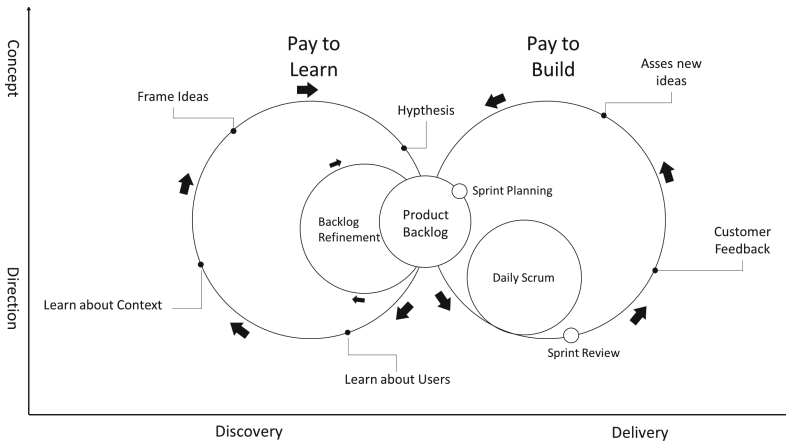 Concept
Pay to
Learn
Pay to
Build
Asses new
ideas
Frame Ideas
Hypthesis
Sprint Planning
Product
Backlog
Backlog
Refinement
Customer
Feedback
Direction
Daily Scrum
Learn about Context
Sprint Review
Learn about Users
Discovery
Delivery